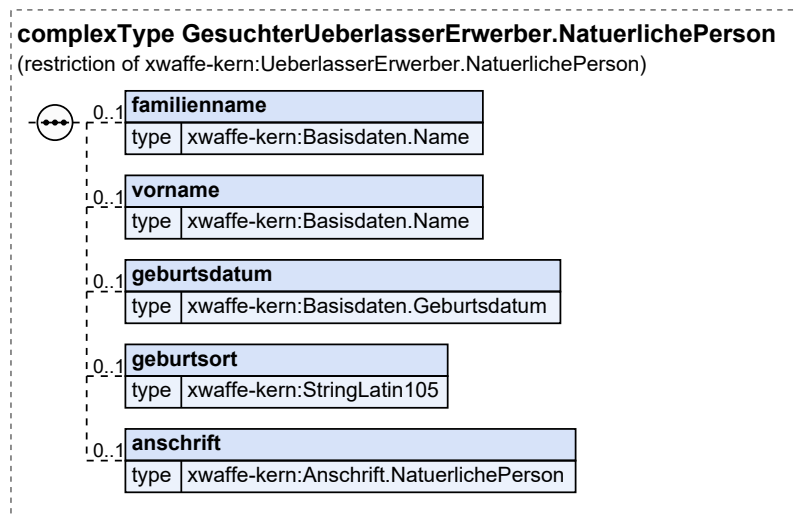 complexType GesuchterUeberlasserErwerber.NatuerlichePerson
(restriction of xwaffe-kern:UeberlasserErwerber.NatuerlichePerson)
0..1 familienname
type xwaffe-kern:Basisdaten.Name
0..1 vorname
type xwaffe-kern:Basisdaten.Name
0..1 geburtsdatum
type xwaffe-kern:Basisdaten.Geburtsdatum
0..1 geburtsort
type xwaffe-kern:StringLatin105
0..1 anschrift
type xwaffe-kern:Anschrift.NatuerlichePerson